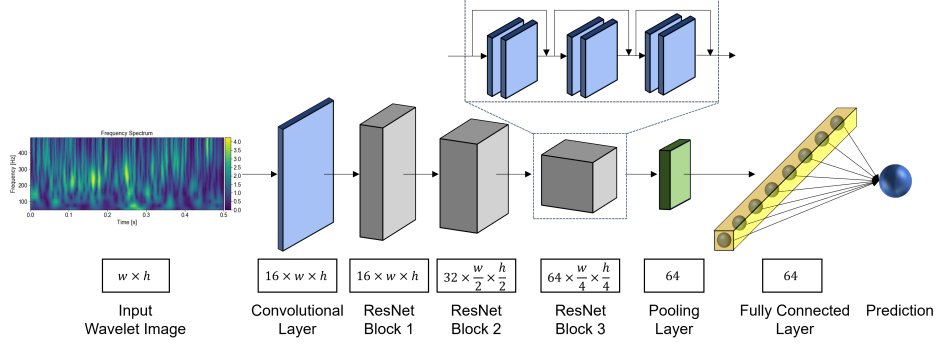 Frequency Spectrum
Frequency [Hz]
400
300
200
100
0.0 0.1 0.2 0.3 0.4 0.5
Time [s]
4.0
3.5
3.0
2.5
2.0
1.5
1.0
0.5
0.0
w × h
16 × w × h
16 × w × h
32 × w/2 × h/2
64 × w/4 × h/4
64
64
Input
Wavelet Image
Convolutional
Layer
ResNet
Block 1
ResNet
Block 2
ResNet
Block 3
Pooling
Layer
Fully Connected
Layer
Prediction